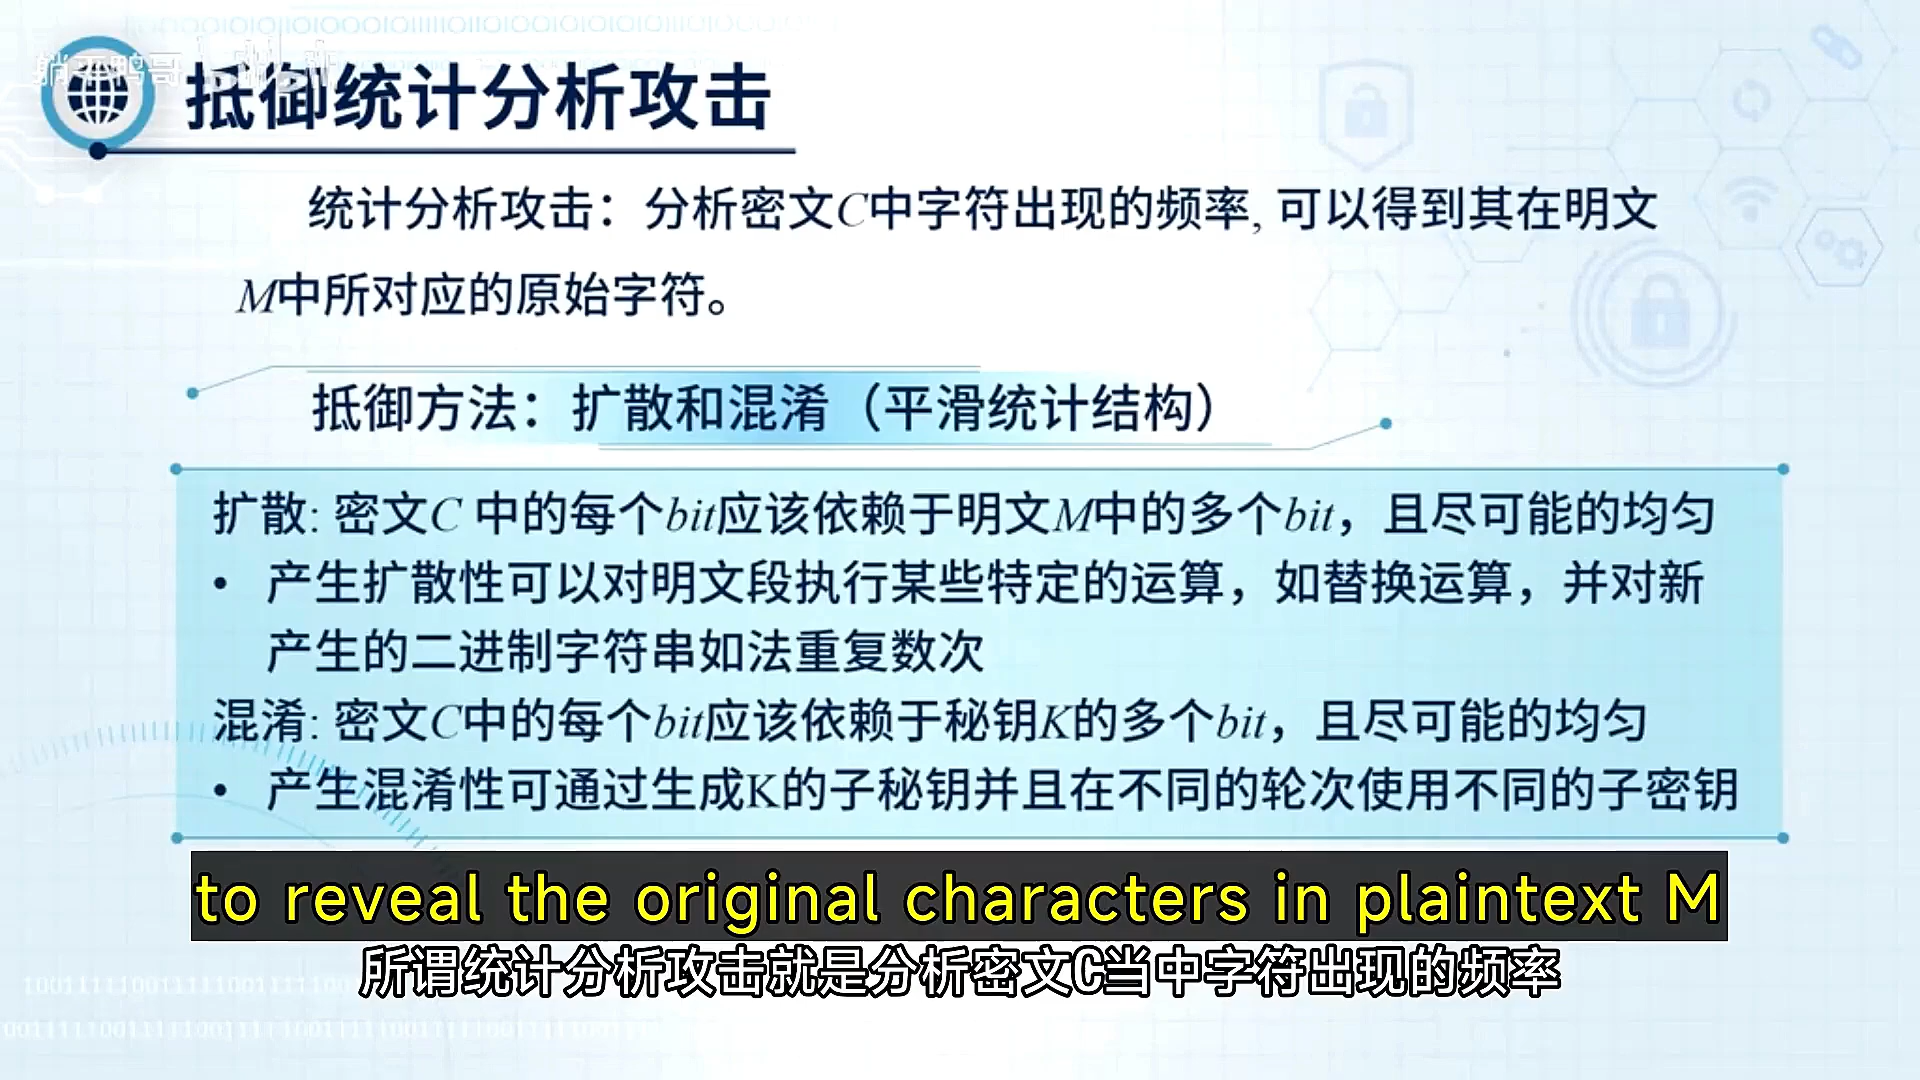 抵御统计分析攻击
统计分析攻击：分析密文C中字符出现的频率, 可以得到其在明文
M中所对应的原始字符。
抵御方法：扩散和混淆（平滑统计结构）
扩散: 密文C 中的每个bit应该依赖于明文M中的多个bit，且尽可能的均匀
• 产生扩散性可以对明文段执行某些特定的运算，如替换运算，并对新
产生的二进制字符串如法重复数次
混淆: 密文C中的每个bit应该依赖于秘钥K的多个bit，且尽可能的均匀
• 产生混淆性可通过生成K的子秘钥并且在不同的轮次使用不同的子密钥
to reveal the original characters in plaintext M
所谓统计分析攻击就是分析密文C当中字符出现的频率